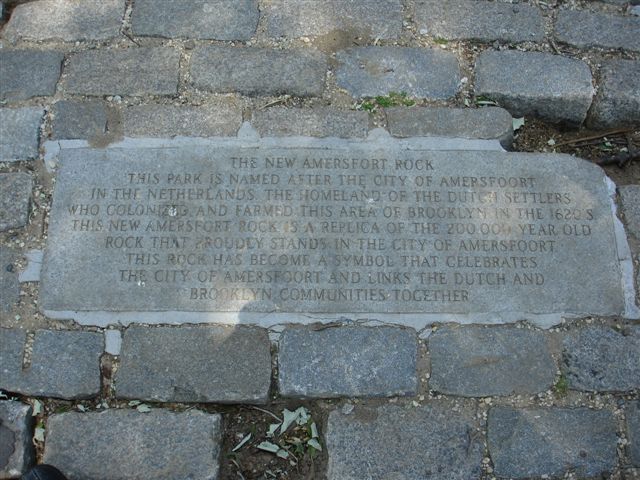 THE NEW AMERSFORT ROCK
THIS PARK IS NAMED AFTER THE CITY OF AMERSFOORT
IN THE NETHERLANDS, THE HOMELAND OF THE DUTCH SETTLERS
WHO COLONIZED AND FARMED THIS AREA OF BROOKLYN IN THE 1620'S
THIS NEW AMERSFORT ROCK IS A REPLICA OF THE 200,000 YEAR OLD
ROCK THAT PROUDLY STANDS IN THE CITY OF AMERSFOORT
THIS ROCK HAS BECOME A SYMBOL THAT CELEBRATES
THE CITY OF AMERSFOORT AND LINKS THE DUTCH AND
BROOKLYN COMMUNITIES TOGETHER